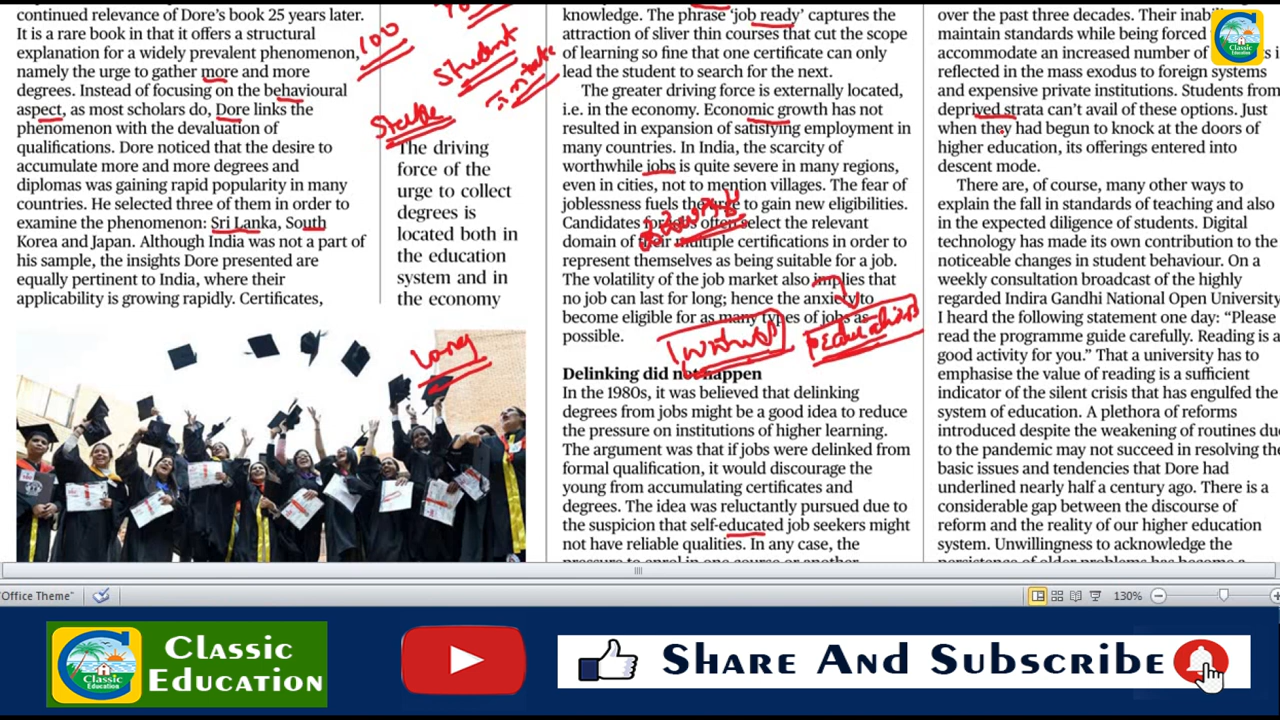 continued relevance of Dore's book 25 years later.
It is a rare book in that it offers a structural
explanation for a widely prevalent phenomenon,
namely the urge to gather more and more
degrees. Instead of focusing on the behavioural
aspect, as most scholars do, Dore links the
phenomenon with the devaluation of
qualifications. Dore noticed that the desire to
accumulate more and more degrees and
diplomas was gaining rapid popularity in many
countries. He selected three of them in order to
examine the phenomenon: Sri Lanka, South
Korea and Japan. Although India was not a part of
his sample, the insights Dore presented are
equally pertinent to India, where their
applicability is growing rapidly. Certificates,
100
Student
The driving
force of the
urge to collect
degrees is
located both in
the education
system and in
the economy
Long
knowledge. The phrase 'job ready' captures the
attraction of sliver thin courses that cut the scope
of learning so fine that one certificate can only
lead the student to search for the next.
The greater driving force is externally located,
i.e. in the economy. Economic growth has not
resulted in expansion of satisfying employment in
many countries. In India, the scarcity of
worthwhile jobs is quite severe in many regions,
even in cities, not to mention villages. The fear of
joblessness fuels the urge to gain new eligibilities.
Candidates for jobs often select the relevant
domain of their multiple certifications in order to
represent themselves as being suitable for a job.
The volatility of the job market also implies that
no job can last for long; hence the anxiety to
become eligible for as many types of jobs as
possible.
Delinking did not happen
In the 1980s, it was believed that delinking
degrees from jobs might be a good idea to reduce
the pressure on institutions of higher learning.
The argument was that if jobs were delinked from
formal qualification, it would discourage the
young from accumulating certificates and
degrees. The idea was reluctantly pursued due to
the suspicion that self-educated job seekers might
not have reliable qualities. In any case, the
pressure to enrol in one course or another
over the past three decades. Their
maintain standards while being forced
accommodate an increased number of
reflected in the mass exodus to foreign systems
and expensive private institutions. Students from
deprived strata can't avail of these options. Just
when they had begun to knock at the doors of
higher education, its offerings entered into
descent mode.
There are, of course, many other ways to
explain the fall in standards of teaching and also
in the expected diligence of students. Digital
technology has made its own contribution to the
noticeable changes in student behaviour. On a
weekly consultation broadcast of the highly
regarded Indira Gandhi National Open University
I heard the following statement one day: "Please
read the programme guide carefully. Reading is a
good activity for you." That a university has to
emphasise the value of reading is a sufficient
indicator of the silent crisis that has engulfed the
system of education. A plethora of reforms
introduced despite the weakening of routines due
to the pandemic may not succeed in resolving the
basic issues and tendencies that Dore had
underlined nearly half a century ago. There is a
considerable gap between the discourse of
reform and the reality of our higher education
system. Unwillingness to acknowledge the
persistence of older problems has become a
Classic
Education
"Office Theme"
130%
Classic
Education
Classic
Education
Share And Subscribe